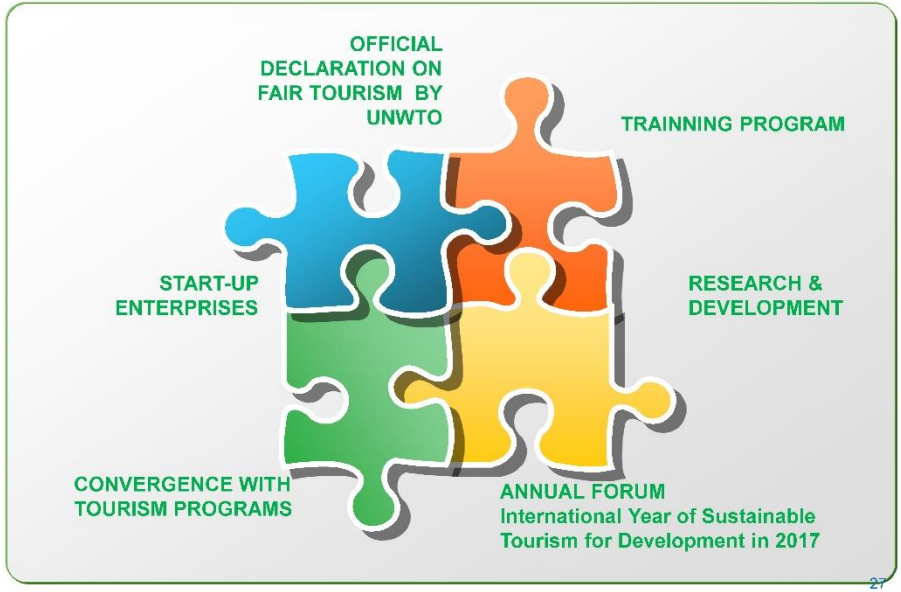 OFFICIAL
DECLARATION ON
FAIR TOURISM BY
UNWTO
TRAINNING PROGRAM
START-UP
ENTERPRISES
RESEARCH &
DEVELOPMENT
CONVERGENCE WITH
TOURISM PROGRAMS
ANNUAL FORUM
International Year of Sustainable
Tourism for Development in 2017
27